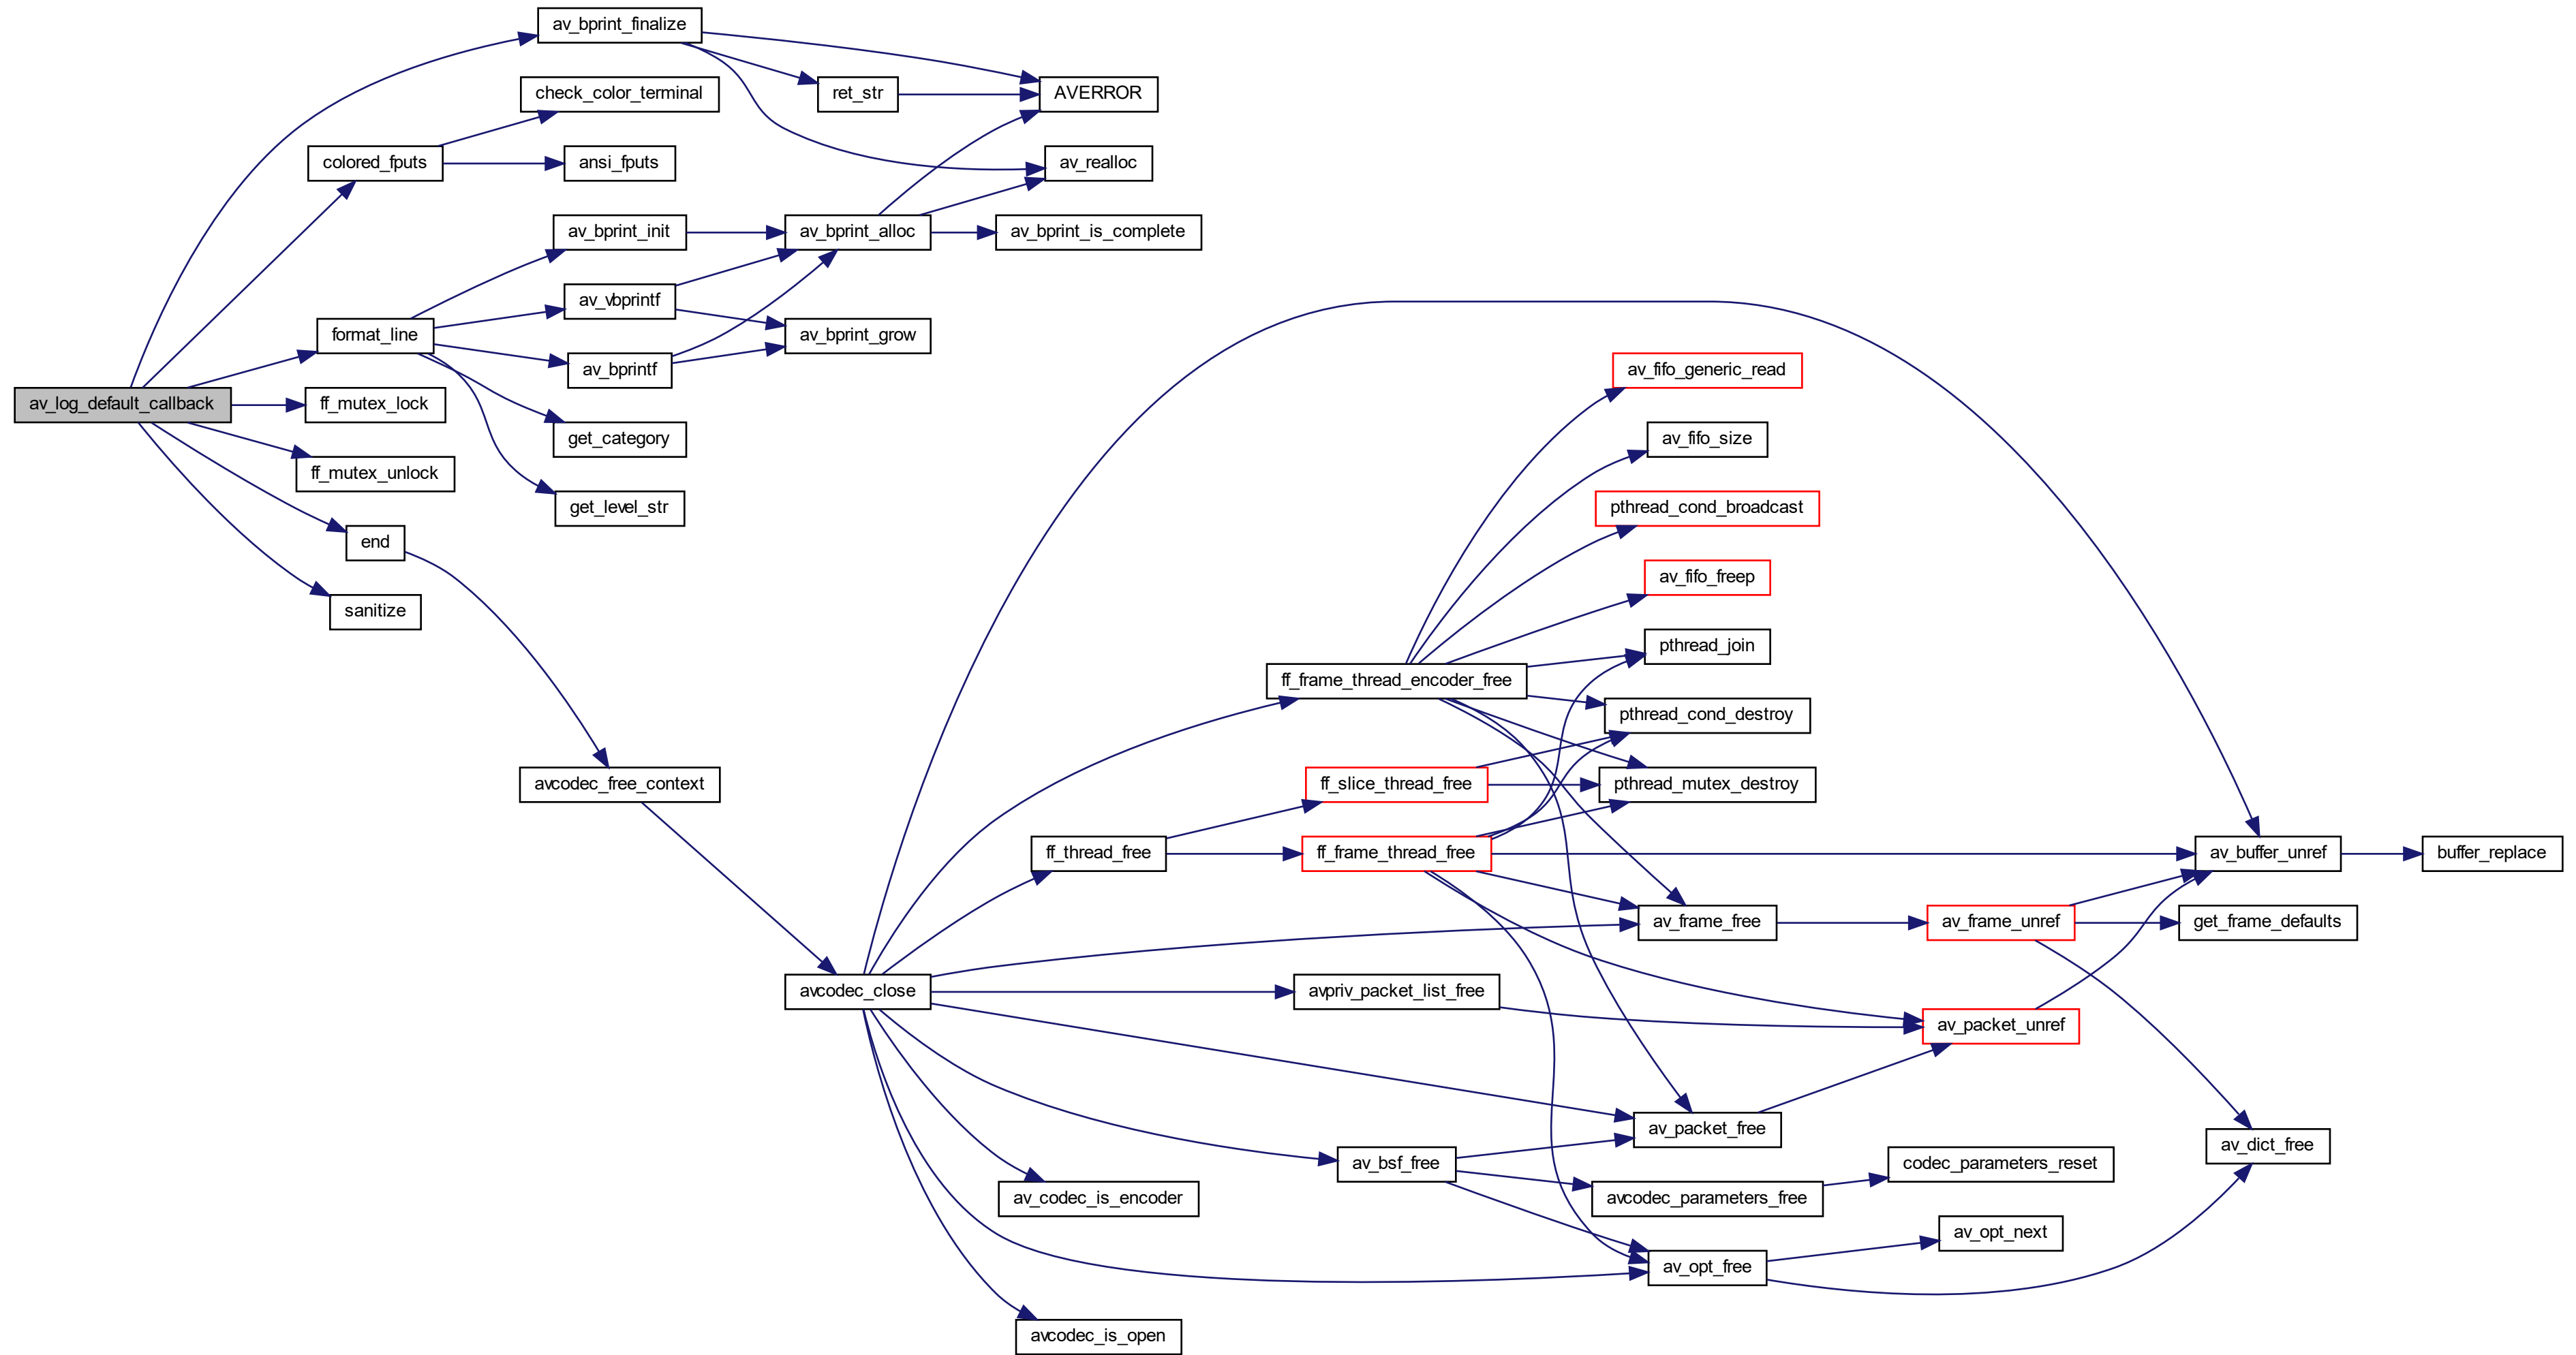 av_log_default_callback
av_bprint_finalize
colored_fputs
format_line
ff_mutex_lock
ff_mutex_unlock
end
sanitize
check_color_terminal
ansi_fputs
av_bprint_init
av_vbprintf
av_bprintf
get_category
get_level_str
avcodec_free_context
ret_str
av_bprint_alloc
av_bprint_grow
avcodec_close
AVERROR
av_realloc
av_bprint_is_complete
ff_thread_free
av_codec_is_encoder
avcodec_is_open
ff_frame_thread_encoder_free
ff_slice_thread_free
ff_frame_thread_free
avpriv_packet_list_free
av_bsf_free
av_fifo_generic_read
av_fifo_size
pthread_cond_broadcast
av_fifo_freep
pthread_join
pthread_cond_destroy
pthread_mutex_destroy
av_frame_free
av_packet_free
avcodec_parameters_free
av_opt_free
av_frame_unref
av_packet_unref
codec_parameters_reset
av_opt_next
av_buffer_unref
get_frame_defaults
av_dict_free
buffer_replace